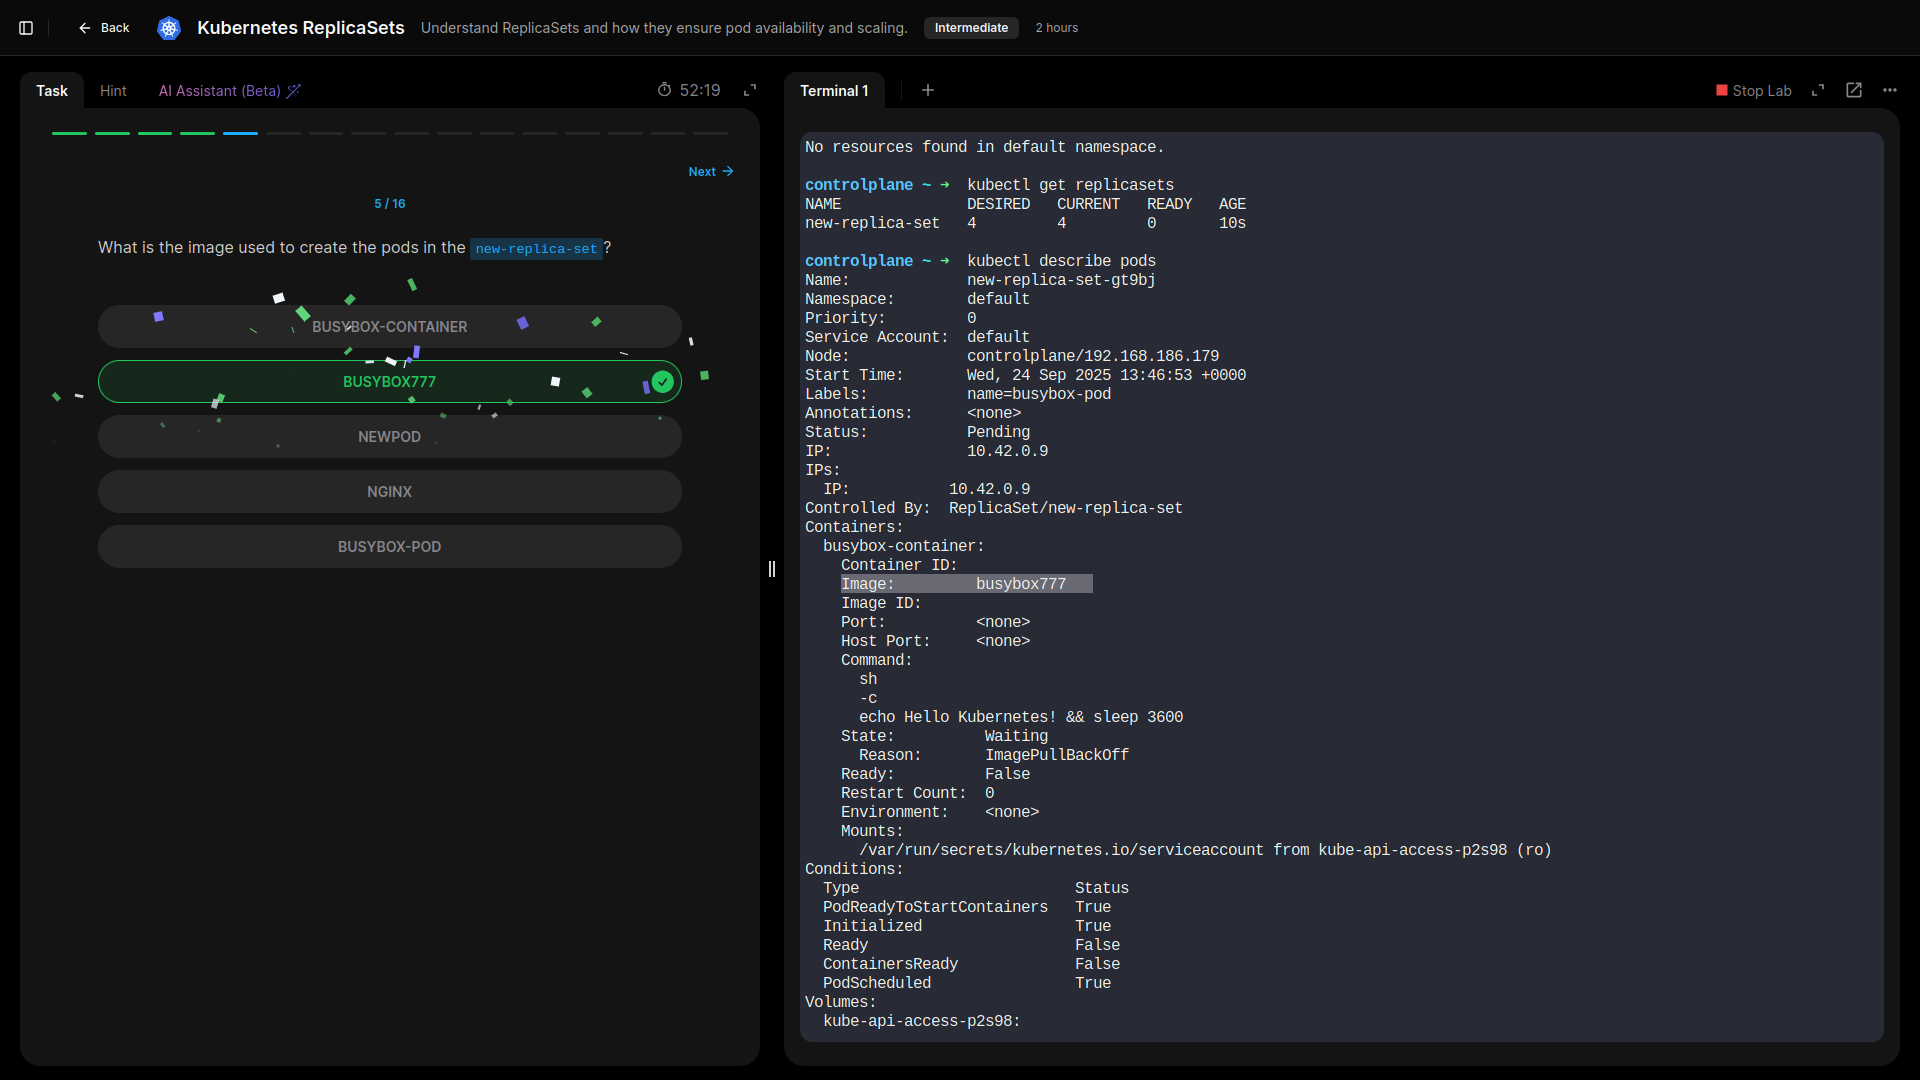 Back
Kubernetes ReplicaSets
Understand ReplicaSets and how they ensure pod availability and scaling.
Intermediate
2 hours
Task
Hint
AI Assistant (Beta)
52:19
Next
5 / 16
What is the image used to create the pods in the new-replica-set?
BUSYBOX-CONTAINER
BUSYBOX777
NEWPOD
NGINX
BUSYBOX-POD
Terminal 1
Stop Lab
No resources found in default namespace.
controlplane ~ ➜  kubectl get replicasets
NAME              DESIRED   CURRENT   READY   AGE
new-replica-set   4         4         0       10s
controlplane ~ ➜  kubectl describe pods
Name:             new-replica-set-gt9bj
Namespace:        default
Priority:         0
Service Account:  default
Node:             controlplane/192.168.186.179
Start Time:       Wed, 24 Sep 2025 13:46:53 +0000
Labels:           name=busybox-pod
Annotations:      <none>
Status:           Pending
IP:               10.42.0.9
IPs:
  IP:           10.42.0.9
Controlled By:  ReplicaSet/new-replica-set
Containers:
  busybox-container:
    Container ID:
    Image:         busybox777
    Image ID:
    Port:          <none>
    Host Port:     <none>
    Command:
      sh
      -c
      echo Hello Kubernetes! && sleep 3600
    State:          Waiting
      Reason:       ImagePullBackOff
    Ready:          False
    Restart Count:  0
    Environment:    <none>
    Mounts:
      /var/run/secrets/kubernetes.io/serviceaccount from kube-api-access-p2s98 (ro)
Conditions:
  Type                        Status
  PodReadyToStartContainers   True
  Initialized                 True
  Ready                       False
  ContainersReady             False
  PodScheduled                True
Volumes:
  kube-api-access-p2s98: